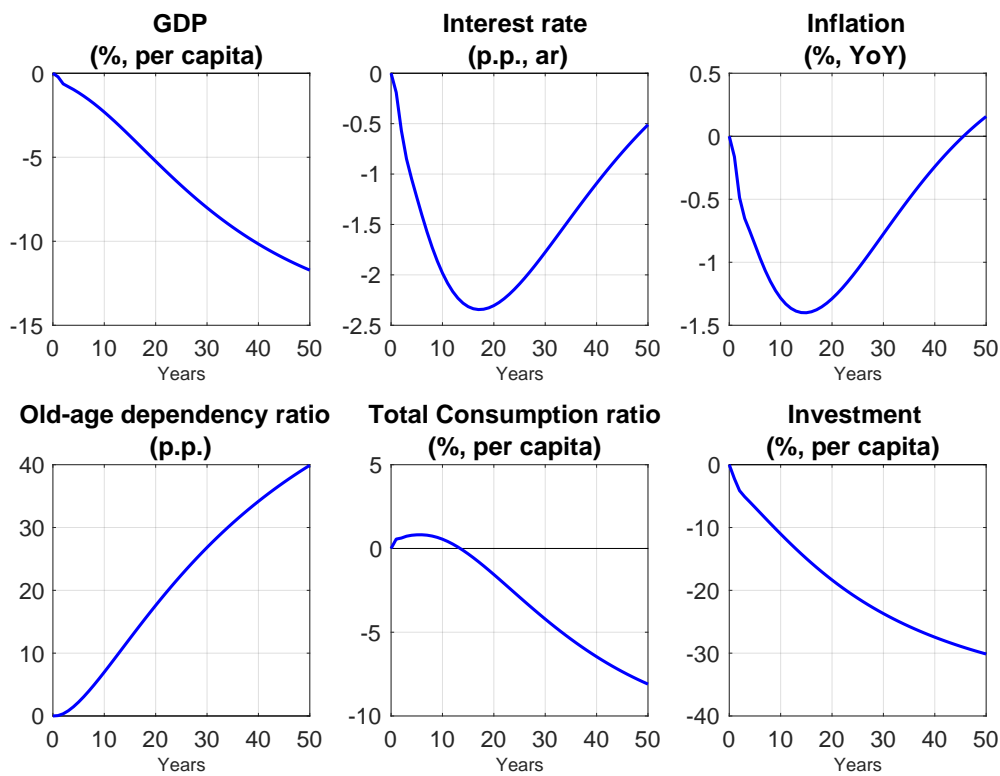 GDP
(%, per capita)
0
-5
-10
-15
0 10 20 30 40 50
Years
Interest rate
(p.p., ar)
0
-0.5
-1
-1.5
-2
-2.5
0 10 20 30 40 50
Years
Inflation
(%, YoY)
0.5
0
-0.5
-1
-1.5
0 10 20 30 40 50
Years
Old-age dependency ratio
(p.p.)
40
30
20
10
0
0 10 20 30 40 50
Years
Total Consumption ratio
(%, per capita)
5
0
-5
-10
0 10 20 30 40 50
Years
Investment
(%, per capita)
0
-10
-20
-30
-40
0 10 20 30 40 50
Years